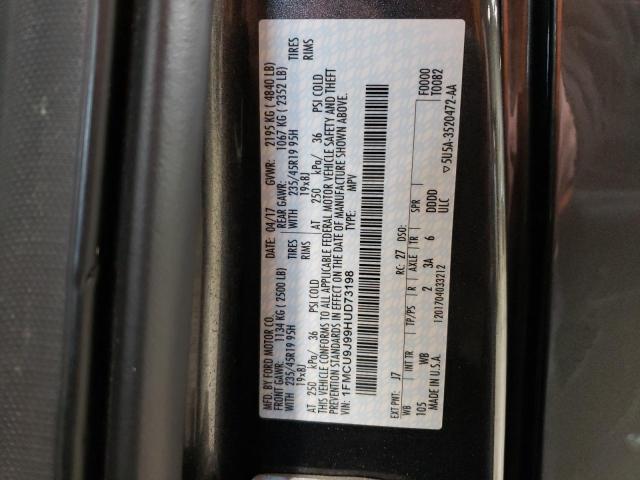 MFD. BY FORD MOTOR CO. DATE: 04/17 GVWR: 2195 KG ( 4840 LB)
FRONT GAWR: 1134 KG ( 2500 LB) REAR GAWR: 1067 KG ( 2352 LB)
235/45R19 95H TIRES WITH 235/45R19 95H TIRES
19x8J RIMS 19x8J RIMS
AT 250 kPa/ 36 PSI COLD AT 250 kPa/ 36 PSI COLD
THIS VEHICLE CONFORMS TO ALL APPLICABLE FEDERAL MOTOR VEHICLE SAFETY AND THEFT
PREVENTION STANDARDS IN EFFECT ON THE DATE OF MANUFACTURE SHOWN ABOVE.
VIN: 1FMCU9J99HUD73198 TYPE: MPV
EXT PNT: J7 RC: 27 DSO: F0000
T00B2
WB INT TR TP/PS R AXLE TR SPR
105 WB 2 3A 6 DDDD
ULC
MADE IN U.S.A. 1201704033212 ▽5U5A-3520472-AA